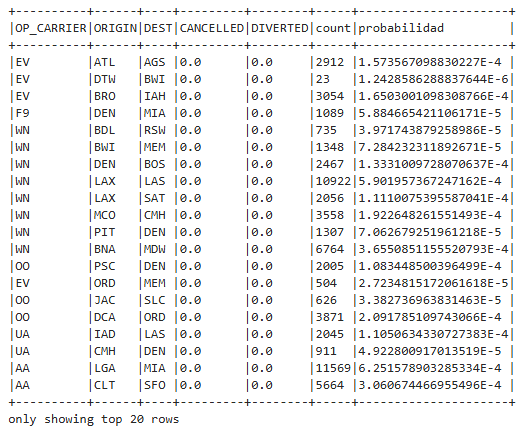 +----------+------+----+---------+--------+-----+---------------------+
|OP_CARRIER|ORIGIN|DEST|CANCELLED|DIVERTED|count|probabilidad         |
+----------+------+----+---------+--------+-----+---------------------+
|EV        |ATL   |AGS |0.0      |0.0     |2912 |1.573567098830227E-4 |
|EV        |DTW   |BWI |0.0      |0.0     |23   |1.2428586288837644E-6|
|EV        |BRO   |IAH |0.0      |0.0     |3054 |1.6503001098308766E-4|
|F9        |DEN   |MIA |0.0      |0.0     |1089 |5.884665421106171E-5 |
|WN        |BDL   |RSW |0.0      |0.0     |735  |3.971743879258986E-5 |
|WN        |BWI   |MEM |0.0      |0.0     |1348 |7.284232311892671E-5 |
|WN        |DEN   |BOS |0.0      |0.0     |2467 |1.3331009728070637E-4|
|WN        |LAX   |LAS |0.0      |0.0     |10922|5.901957367247162E-4 |
|WN        |LAX   |SAT |0.0      |0.0     |2056 |1.1110075395587041E-4|
|WN        |MCO   |CMH |0.0      |0.0     |3558 |1.922648261551493E-4 |
|WN        |PIT   |DEN |0.0      |0.0     |1307 |7.062679251961218E-5 |
|WN        |BNA   |MDW |0.0      |0.0     |6764 |3.6550851155520793E-4|
|OO        |PSC   |DEN |0.0      |0.0     |2005 |1.083448500396499E-4 |
|EV        |ORD   |MEM |0.0      |0.0     |504  |2.7234815172061618E-5|
|OO        |JAC   |SLC |0.0      |0.0     |626  |3.382736963831463E-5 |
|OO        |DCA   |ORD |0.0      |0.0     |3871 |2.091785109743066E-4 |
|UA        |IAD   |LAS |0.0      |0.0     |2045 |1.1050634330727383E-4|
|UA        |CMH   |DEN |0.0      |0.0     |911  |4.922800917013519E-5 |
|AA        |LGA   |MIA |0.0      |0.0     |11569|6.251578903285334E-4 |
|AA        |CLT   |SFO |0.0      |0.0     |5664 |3.060674466955496E-4 |
+----------+------+----+---------+--------+-----+---------------------+
only showing top 20 rows